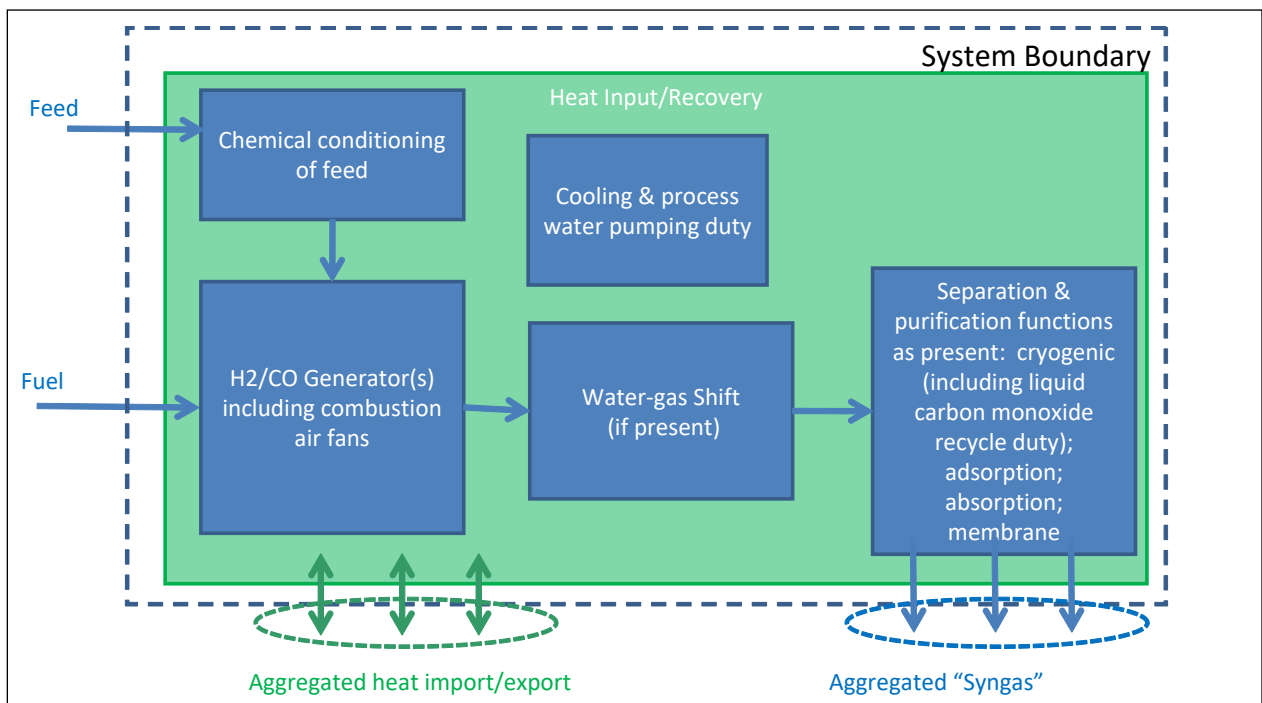 System Boundary
Heat Input/Recovery
Feed
Chemical conditioning
of feed
Cooling & process
water pumping duty
Fuel
H2/CO Generator(s)
including combustion
air fans
Water-gas Shift
(if present)
Separation &
purification functions
as present:  cryogenic
(including liquid
carbon monoxide
recycle duty);
adsorption;
absorption;
membrane
Aggregated heat import/export
Aggregated “Syngas”